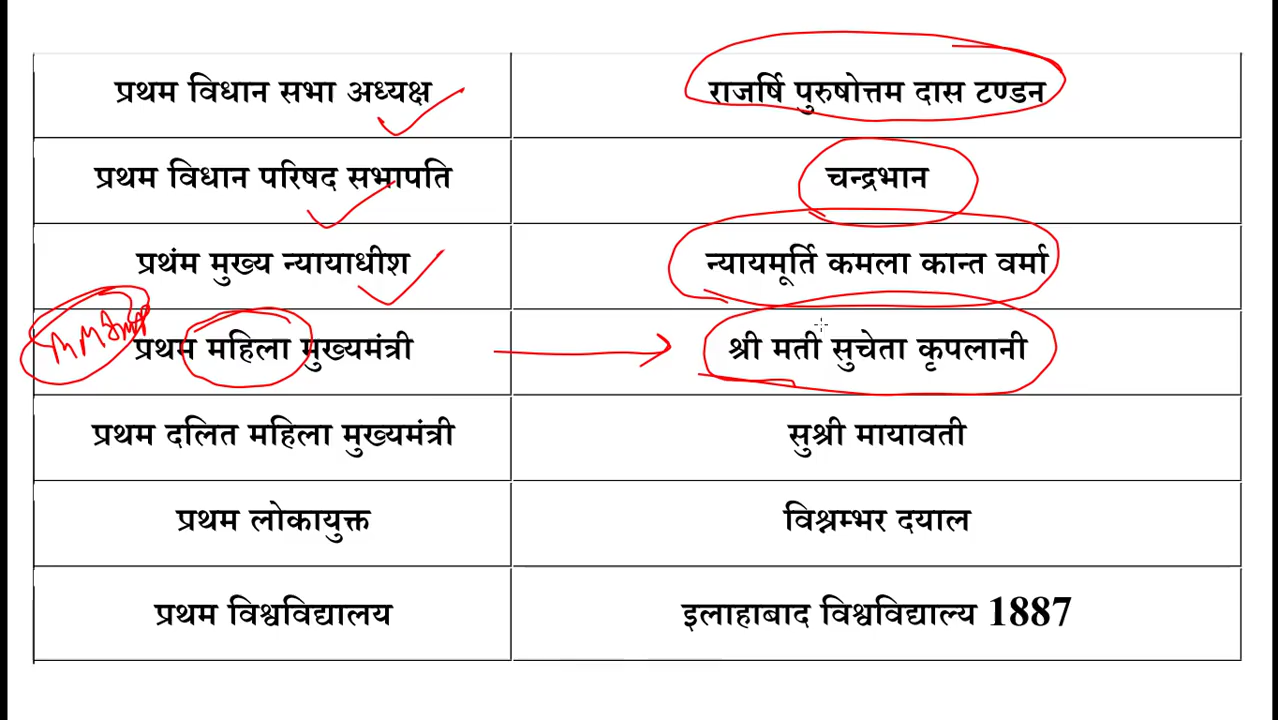 प्रथम विधान सभा अध्यक्ष राजर्षि पुरुषोत्तम दास टण्डन
प्रथम विधान परिषद सभापति चन्द्रभान
प्रथंम मुख्य न्यायाधीश न्यायमूर्ति कमला कान्त वर्मा
प्रथम महिला मुख्यमंत्री श्री मती सुचेता कृपलानी
प्रथम दलित महिला मुख्यमंत्री सुश्री मायावती
प्रथम लोकायुक्त विश्नम्भर दयाल
प्रथम विश्वविद्यालय इलाहाबाद विश्वविद्याल्य 1887